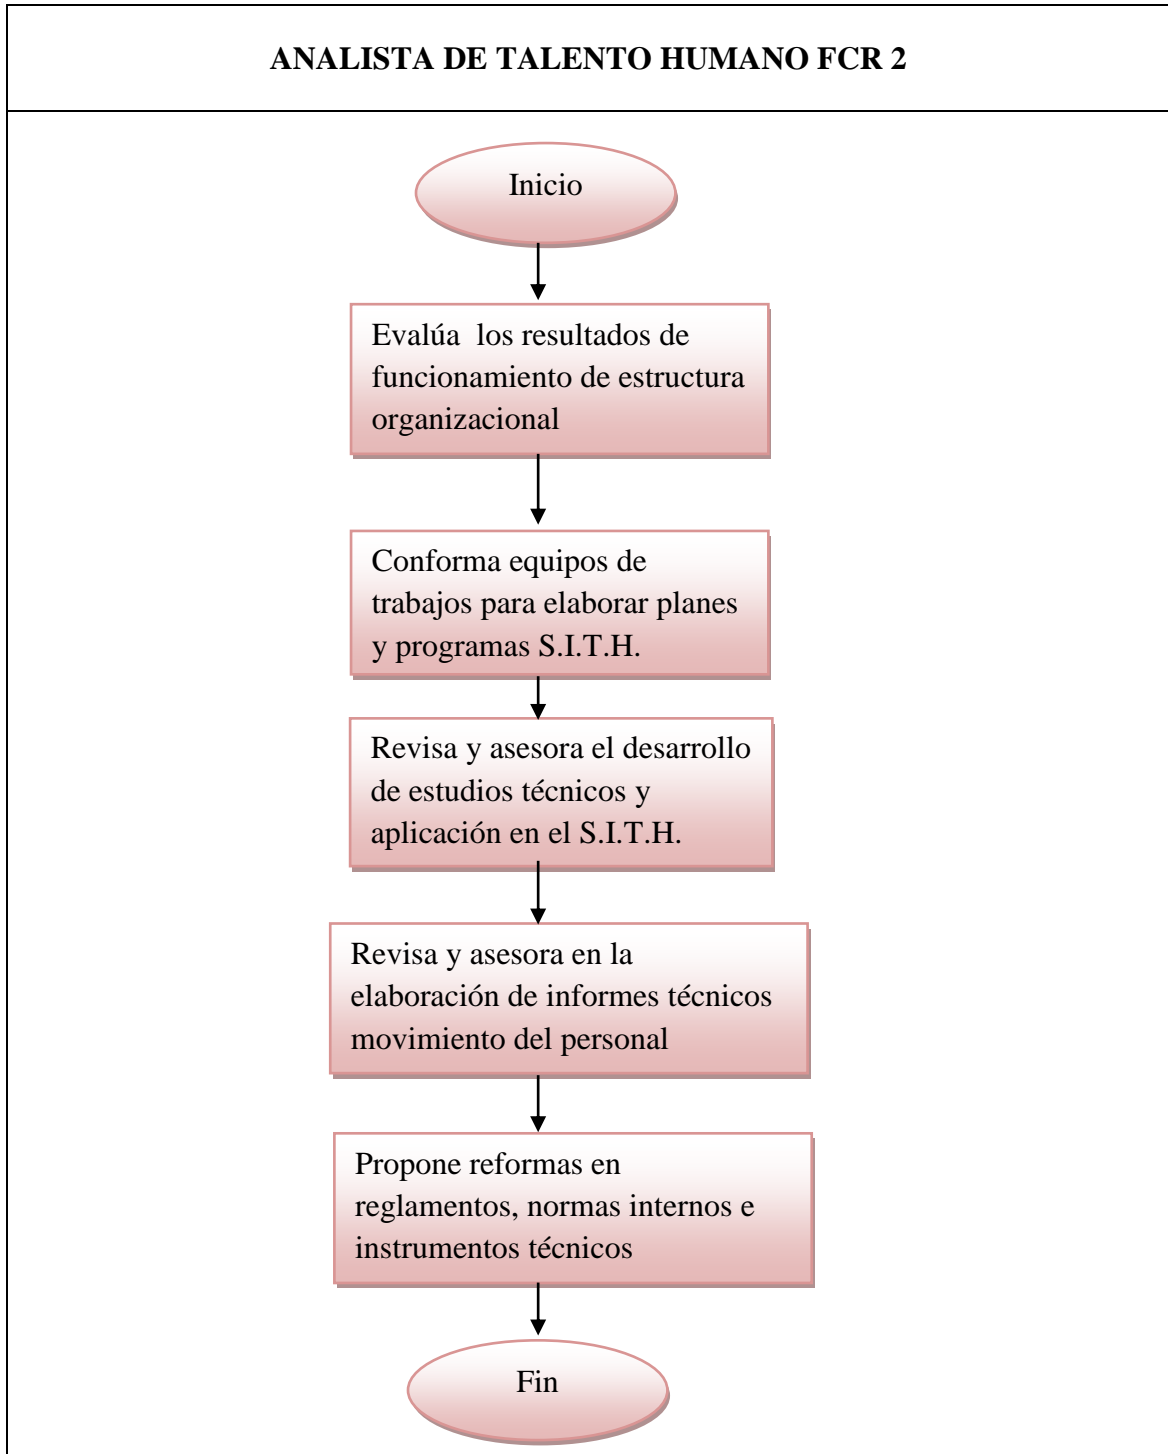 ANALISTA DE TALENTO HUMANO FCR 2
Inicio
Evalúa  los resultados de
funcionamiento de estructura
organizacional
Conforma equipos de
trabajos para elaborar planes
y programas S.I.T.H.
Revisa y asesora el desarrollo
de estudios técnicos y
aplicación en el S.I.T.H.
Revisa y asesora en la
elaboración de informes técnicos
movimiento del personal
Propone reformas en
reglamentos, normas internos e
instrumentos técnicos
Fin